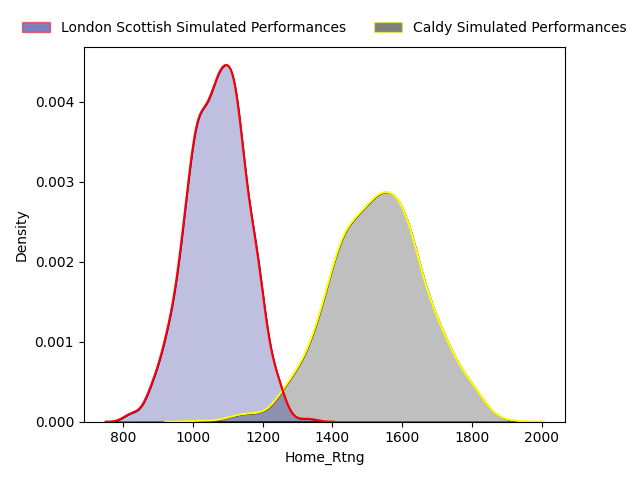 London Scottish Simulated Performances
Caldy Simulated Performances
0.004
0.003
0.002
0.001
0.000
Density
800 1000 1200 1400 1600 1800 2000
Home_Rtng